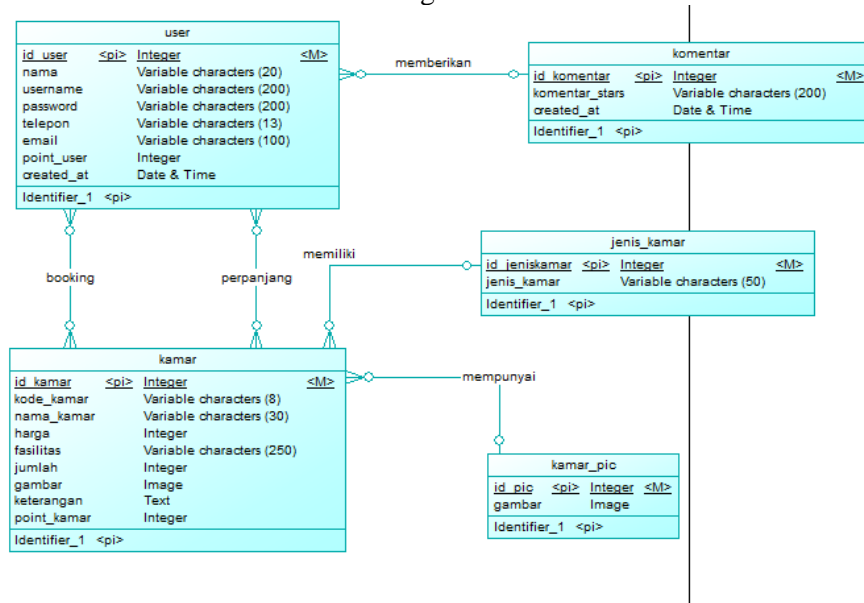 user
id_user <pi> Integer <M>
nama Variable characters (20)
username Variable characters (200)
password Variable characters (200)
telepon Variable characters (13)
email Variable characters (100)
point_user Integer
created_at Date & Time
Identifier_1 <pi>
memberikan
komentar
id_komentar <pi> Integer <M>
komentar_stars Variable characters (200)
created_at Date & Time
Identifier_1 <pi>
booking
perpanjang
memiliki
jenis_kamar
id_jeniskamar <pi> Integer <M>
jenis_kamar Variable characters (50)
Identifier_1 <pi>
kamar
id_kamar <pi> Integer <M>
kode_kamar Variable characters (8)
nama_kamar Variable characters (30)
harga Integer
fasilitas Variable characters (250)
jumlah Integer
gambar Image
keterangan Text
point_kamar Integer
Identifier_1 <pi>
mempunyai
kamar_pic
id_pic <pi> Integer <M>
gambar Image
Identifier_1 <pi>